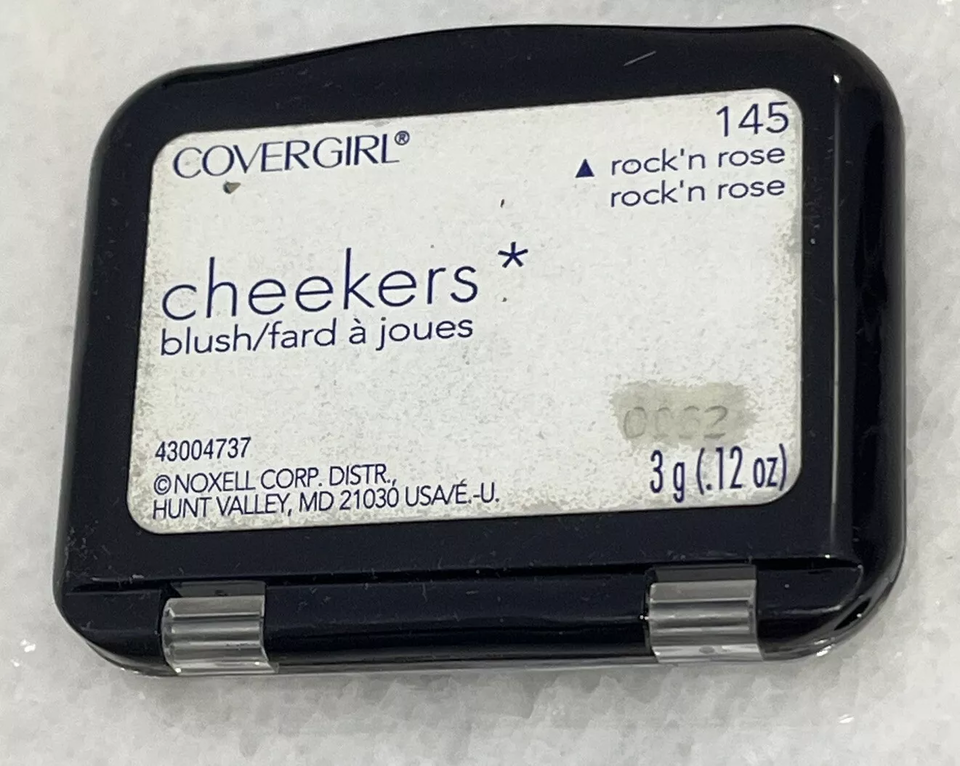 COVERGIRL®
145
▲ rock'n rose
rock'n rose
cheekers*
blush/fard à joues
43004737
©NOXELL CORP. DISTR.,
HUNT VALLEY, MD 21030 USA/É.-U.
3 g (.12 oz)